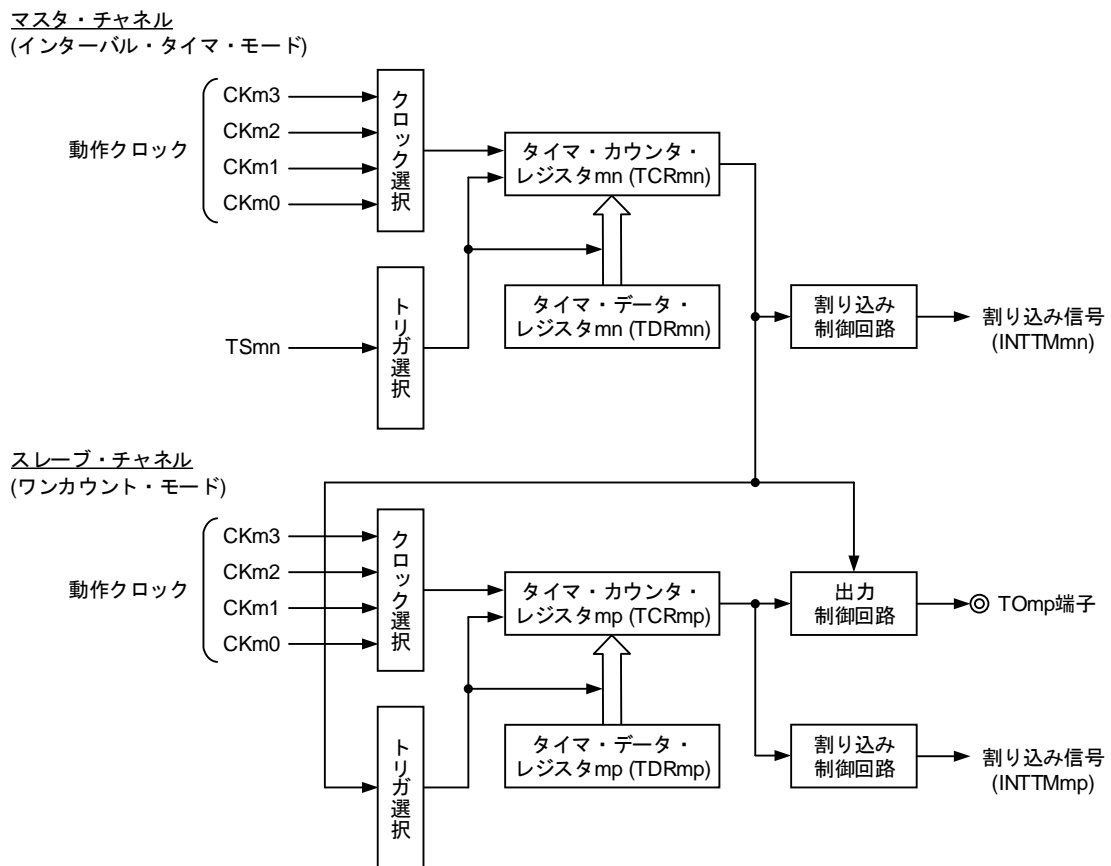 マスタ・チャネル
(インターバル・タイマ・モード)
動作クロック
CKm3
CKm2
CKm1
CKm0
クロック選択
タイマ・カウンタ・
レジスタmn (TCRmn)
TSmn
トリガ選択
タイマ・データ・
レジスタmn (TDRmn)
割り込み
制御回路
割り込み信号
(INTTMmn)
スレーブ・チャネル
(ワンカウント・モード)
動作クロック
CKm3
CKm2
CKm1
CKm0
クロック選択
タイマ・カウンタ・
レジスタmp (TCRmp)
出力
制御回路
TOmp端子
トリガ選択
タイマ・データ・
レジスタmp (TDRmp)
割り込み
制御回路
割り込み信号
(INTTMmp)